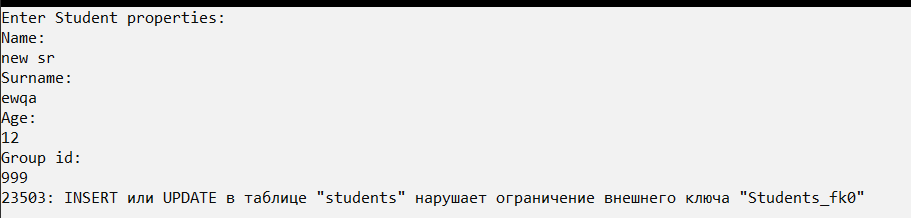 Enter Student properties:
Name:
new sr
Surname:
ewqa
Age:
12
Group id:
999
23503: INSERT или UPDATE в таблице "students" нарушает ограничение внешнего ключа "Students_fk0"